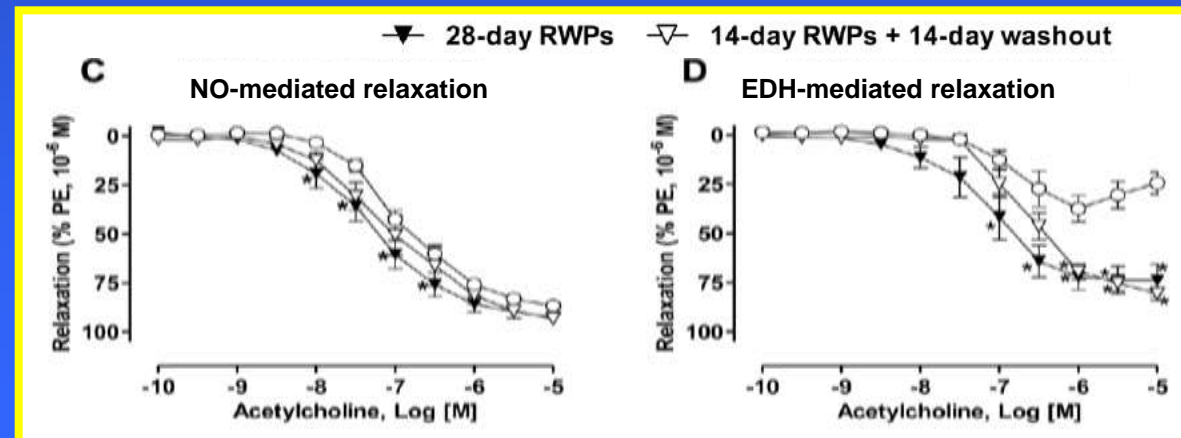 28-day RWPs 14-day RWPs + 14-day washout
C D
NO-mediated relaxation EDH-mediated relaxation
Relaxation (% PE, 10⁻⁶ M) Relaxation (% PE, 10⁻⁶ M)
0 0
25 25
50 50
75 75
100 100
* * * * * * * * * * * *
-10 -9 -8 -7 -6 -5 -10 -9 -8 -7 -6 -5
Acetylcholine, Log [M] Acetylcholine, Log [M]